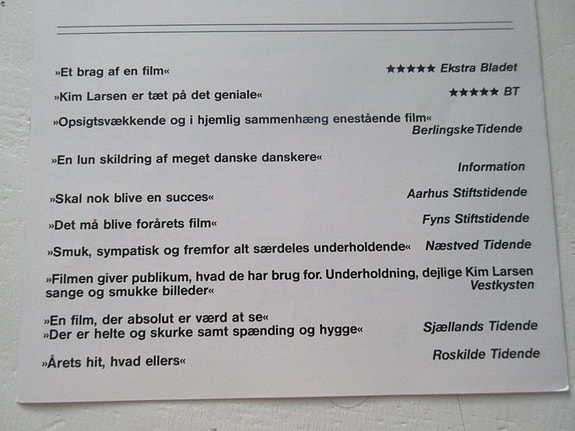 »Et brag af en film« ★★★★★ Ekstra Bladet
»Kim Larsen er tæt på det geniale« ★★★★★ BT
»Opsigtsvækkende og i hjemlig sammenhæng enestående film«
Berlingske Tidende
»En lun skildring af meget danske danskere«
Information
»Skal nok blive en succes« Aarhus Stiftstidende
»Det må blive forårets film« Fyns Stiftstidende
»Smuk, sympatisk og fremfor alt særdeles underholdende« Næstved Tidende
»Filmen giver publikum, hvad de har brug for. Underholdning, dejlige Kim Larsen
sange og smukke billeder« Vestkysten
»En film, der absolut er værd at se«
»Der er helte og skurke samt spænding og hygge« Sjællands Tidende
»Årets hit, hvad ellers« Roskilde Tidende